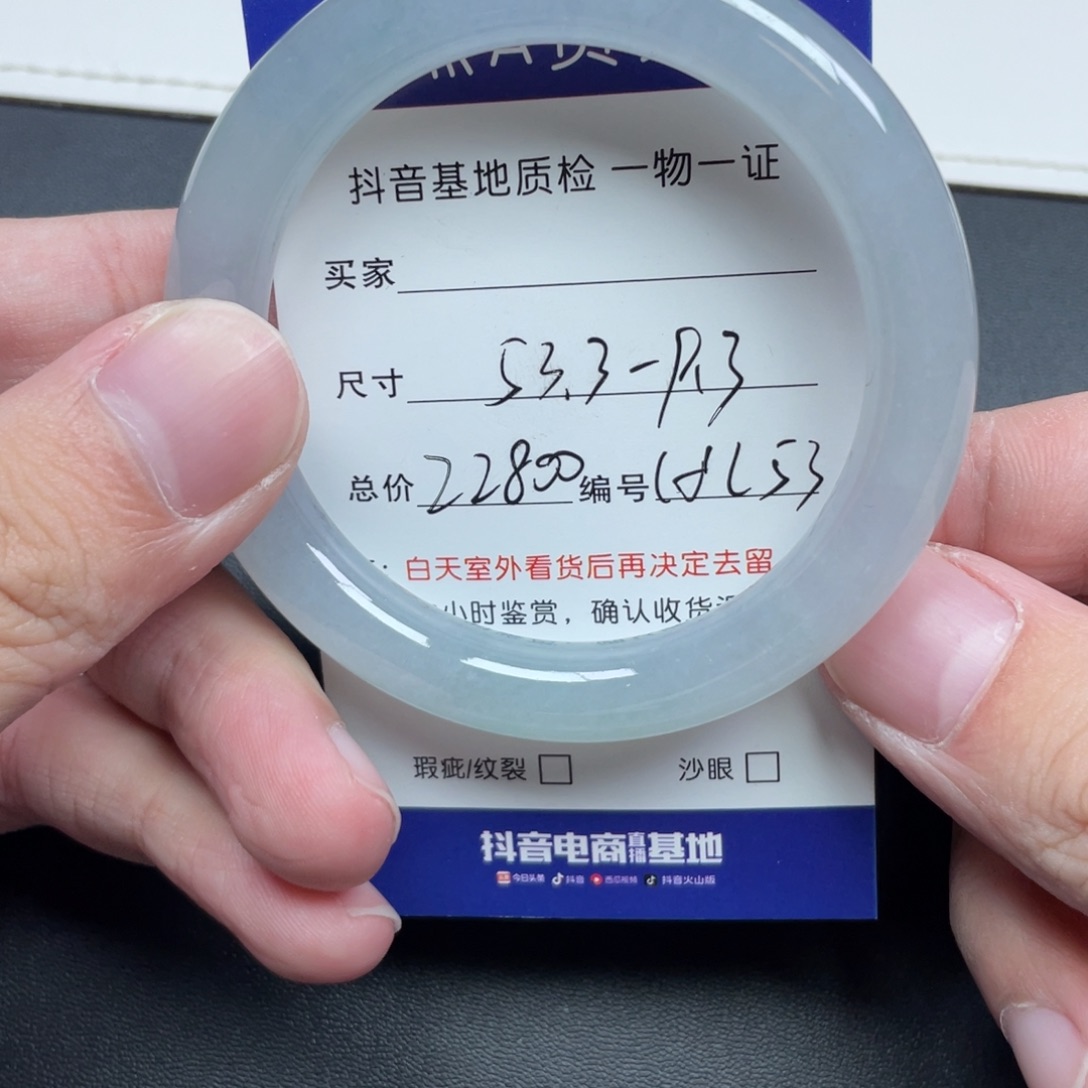 抖音基地质检 一物一证
买家
尺寸 53.3-8.3
总价 22800 编号
白天室外看货后再决定去留
小时鉴赏，确认收货
瑕疵/纹裂 沙眼
抖音电商直播基地
今日头条 抖音 西瓜视频 抖音火山版